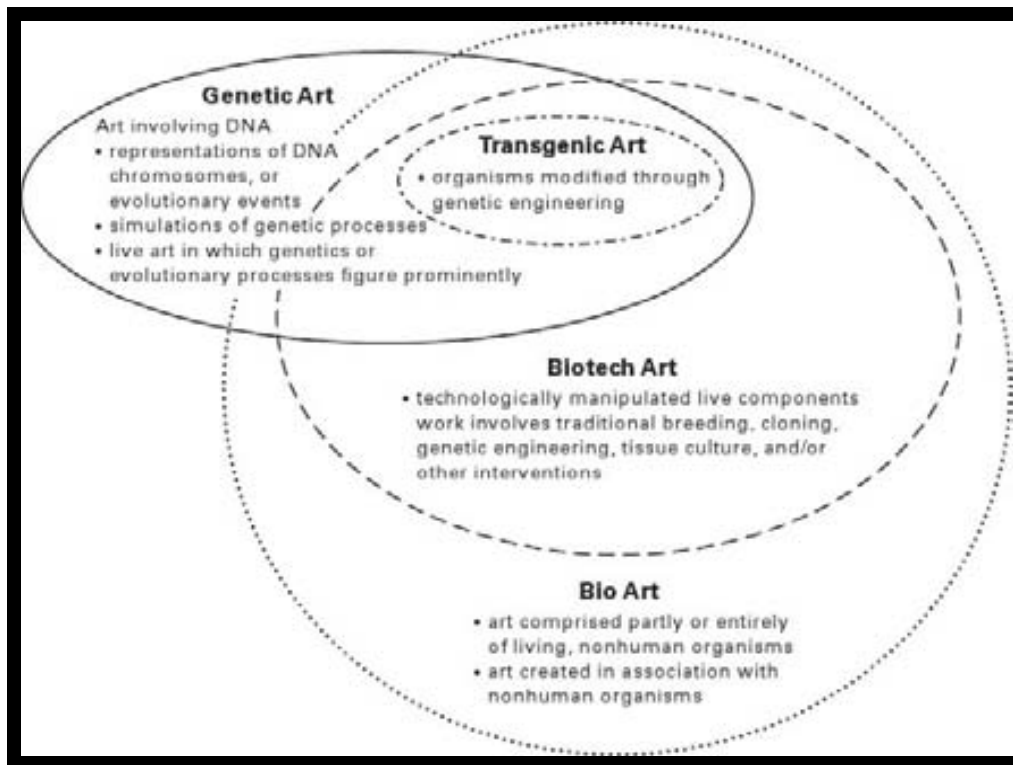 Genetic Art
Art involving DNA
• representations of DNA
chromosomes, or
evolutionary events
• simulations of genetic processes
• live art in which genetics or
evolutionary processes figure prominently
Transgenic Art
• organisms modified through
genetic engineering
Biotech Art
• technologically manipulated live components
work involves traditional breeding, cloning,
genetic engineering, tissue culture, and/or
other interventions
Bio Art
• art comprised partly or entirely
of living, nonhuman organisms
• art created in association with
nonhuman organisms